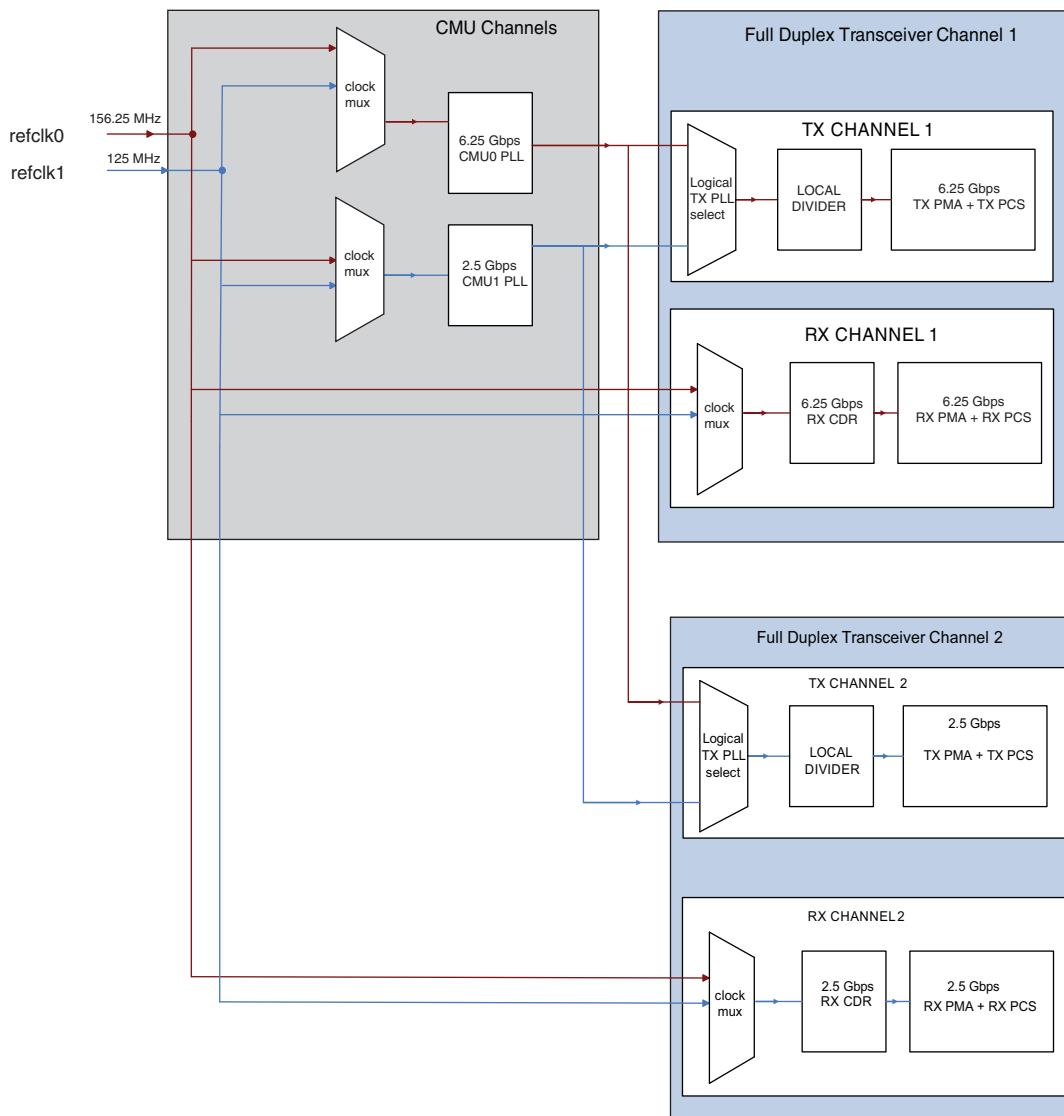 CMU Channels
Full Duplex Transceiver Channel 1
156.25 MHz
refclk0
125 MHz
refclk1
clock
mux
6.25 Gbps
CMU0 PLL
clock
mux
2.5 Gbps
CMU1 PLL
TX CHANNEL 1
Logical
TX PLL
select
LOCAL
DIVIDER
6.25 Gbps
TX PMA + TX PCS
RX CHANNEL 1
clock
mux
6.25 Gbps
RX CDR
6.25 Gbps
RX PMA + RX PCS
Full Duplex Transceiver Channel 2
TX CHANNEL 2
Logical
TX PLL
select
LOCAL
DIVIDER
2.5 Gbps
TX PMA + TX PCS
RX CHANNEL2
clock
mux
2.5 Gbps
RX CDR
2.5 Gbps
RX PMA + RX PCS